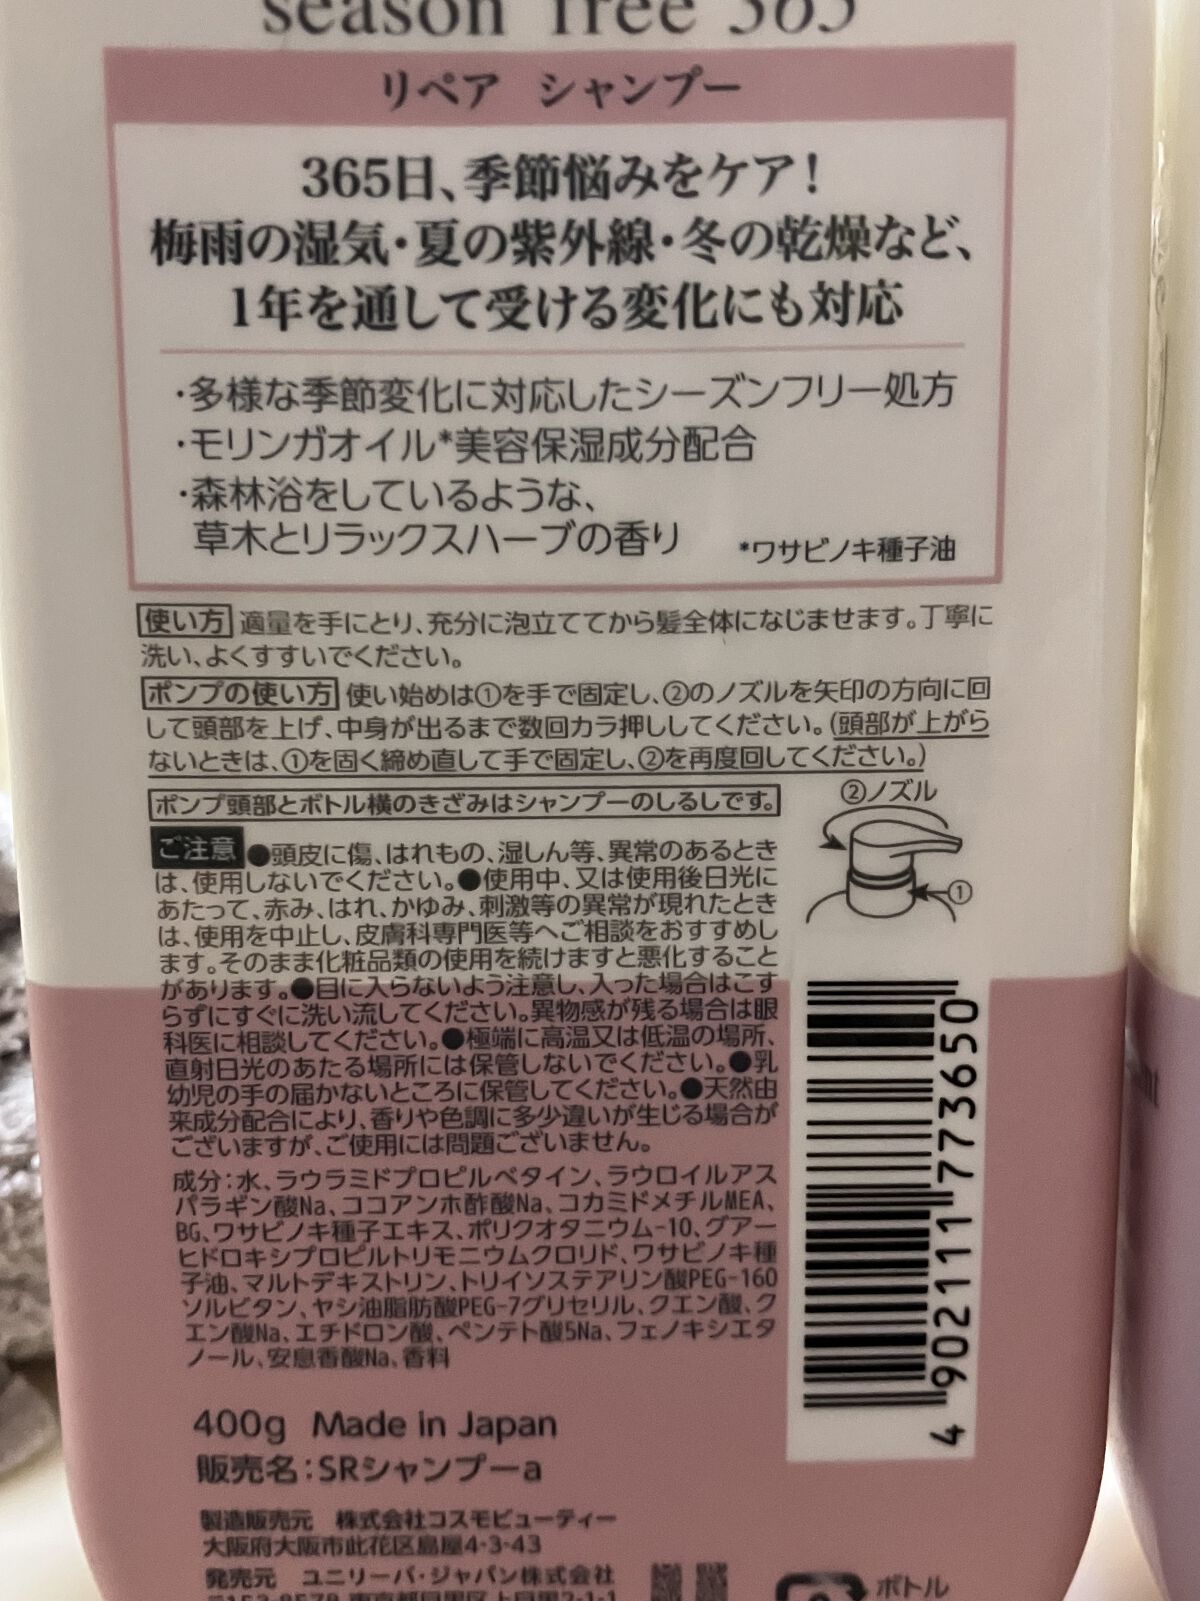 season free 365
リペア シャンプー
365日、季節悩みをケア!
梅雨の湿気・夏の紫外線・冬の乾燥など、
1年を通して受ける変化にも対応
・多様な季節変化に対応したシーズンフリー処方
・モリンガオイル*美容保湿成分配合
・森林浴をしているような、
草木とリラックスハーブの香り *ワサビノキ種子油
使い方 適量を手にとり、充分に泡立ててから髪全体になじませます。丁寧に
洗い、よくすすいでください。
ポンプの使い方 使い始めは①を手で固定し、②のノズルを矢印の方向に回
して頭部を上げ、中身が出るまで数回カラ押ししてください。(頭部が上がら
ないときは、①を固く締め直して手で固定し、②を再度回してください。)
ポンプ頭部とボトル横のきざみはシャンプーのしるしです。
②ノズル
①
ご注意 ●頭皮に傷、はれもの、湿しん等、異常のあるとき
は、使用しないでください。●使用中、又は使用後日光に
あたって、赤み、はれ、かゆみ、刺激等の異常が現れたとき
は、使用を中止し、皮膚科専門医等へご相談をおすすめし
ます。そのまま化粧品類の使用を続けますと悪化すること
があります。●目に入らないよう注意し、入った場合はこす
らずにすぐに洗い流してください。異物感が残る場合は眼
科医に相談してください。●極端に高温又は低温の場所、
直射日光のあたる場所には保管しないでください。●乳
幼児の手の届かないところに保管してください。●天然由
来成分配合により、香りや色調に多少違いが生じる場合が
ございますが、ご使用には問題ございません。
成分:水、ラウラミドプロピルベタイン、ラウロイルアス
パラギン酸Na、ココアンホ酢酸Na、コカミドメチルMEA、
BG、ワサビノキ種子エキス、ポリクオタニウム-10、グアー
ヒドロキシプロピルトリモニウムクロリド、ワサビノキ種
子油、マルトデキストリン、トリイソステアリン酸PEG-160
ソルビタン、ヤシ油脂肪酸PEG-7グリセリル、クエン酸、ク
エン酸Na、エチドロン酸、ペンテト酸5Na、フェノキシエタ
ノール、安息香酸Na、香料
4 902111 773650
400g Made in Japan
販売名:SRシャンプーa
製造販売元 株式会社コスモビューティー
大阪府大阪市此花区島屋4-3-43
発売元 ユニリーバ・ジャパン株式会社
ボトル